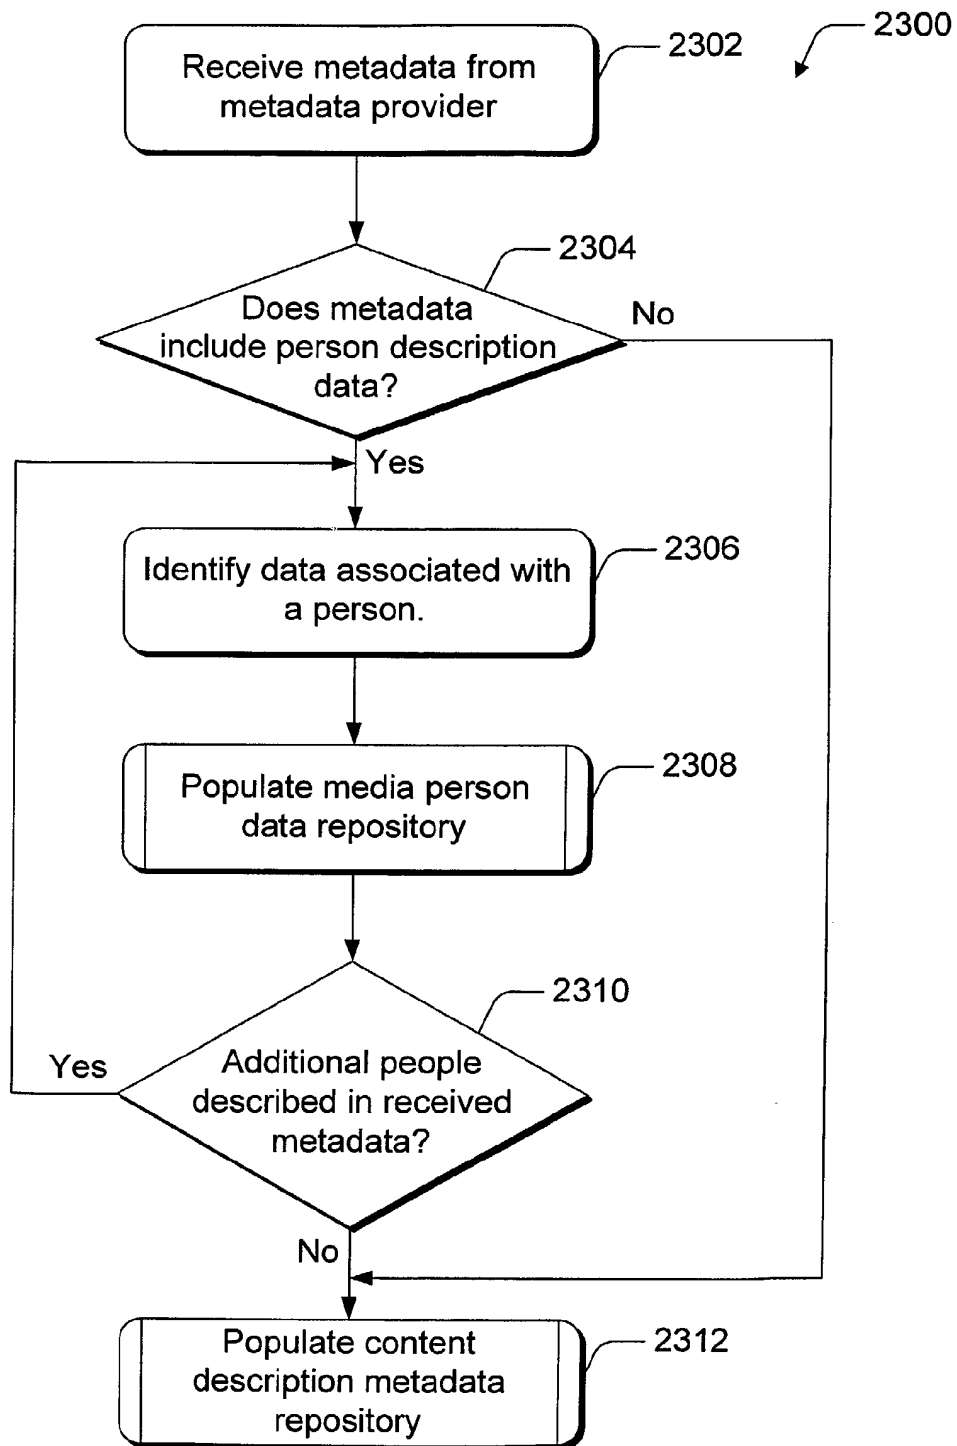 2300
Receive metadata from
metadata provider
2302
2304
Does metadata
include person description
data?
No
Yes
2306
Identify data associated with
a person.
2308
Populate media person
data repository
2310
Additional people
described in received
metadata?
Yes
No
2312
Populate content
description metadata
repository